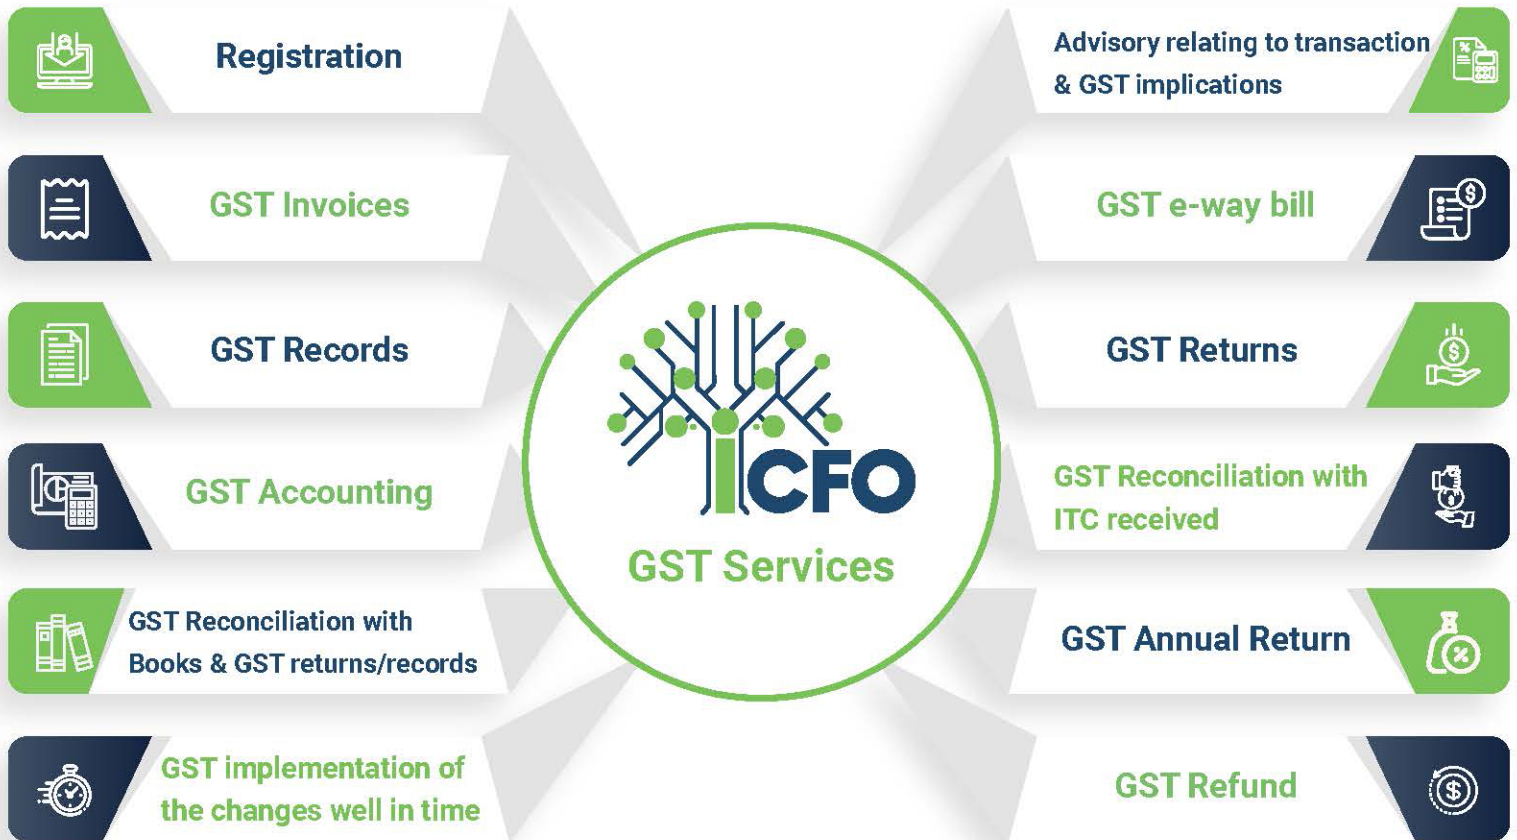 Registration
GST Invoices
GST Records
GST Accounting
GST Reconciliation with
Books & GST returns/records
GST implementation of
the changes well in time
iCFO
GST Services
Advisory relating to transaction
& GST implications
GST e-way bill
GST Returns
GST Reconciliation with
ITC received
GST Annual Return
GST Refund